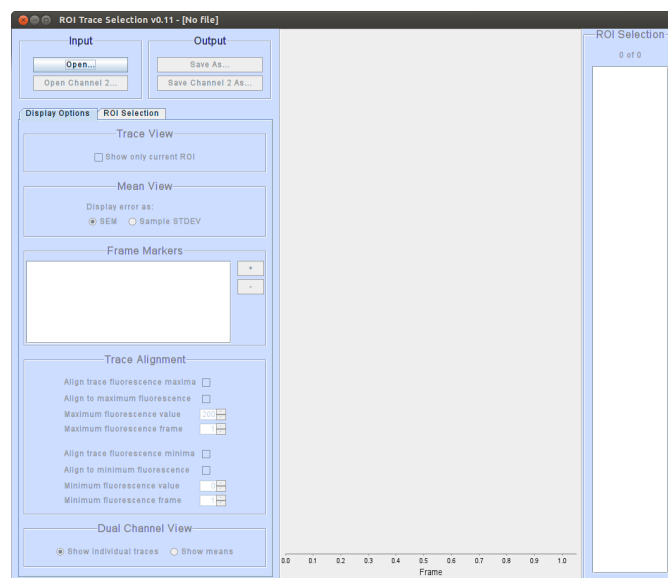 ROI Trace Selection v0.11 - [No file]
Input
Open...
Open Channel 2...
Output
Save As...
Save Channel 2 As...
Display Options
ROI Selection
Trace View
Show only current ROI
Mean View
Display error as:
SEM
Sample STDEV
Frame Markers
+
-
Trace Alignment
Align trace fluorescence maxima
Align to maximum fluorescence
Maximum fluorescence value 200
Maximum fluorescence frame 1
Align trace fluorescence minima
Align to minimum fluorescence
Minimum fluorescence value 0
Minimum fluorescence frame 1
Dual Channel View
Show individual traces
Show means
0.0 0.1 0.2 0.3 0.4 0.5 0.6 0.7 0.8 0.9 1.0
Frame
ROI Selection
0 of 0